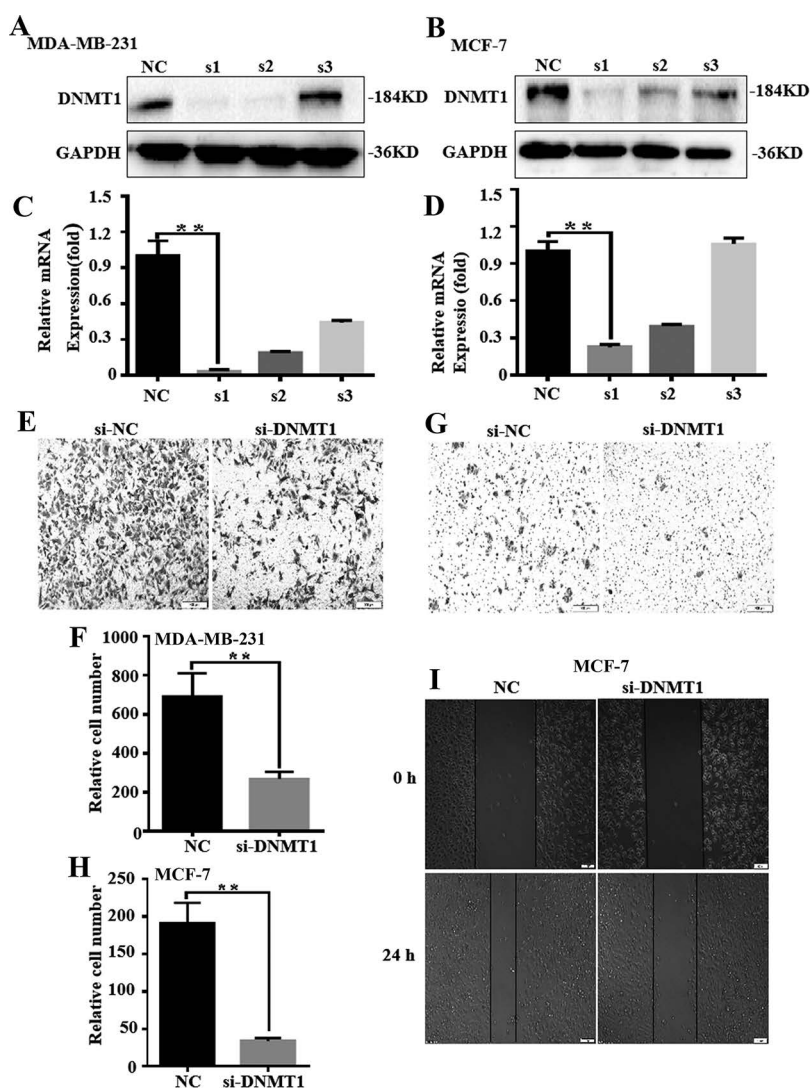 A
MDA-MB-231
NC s1 s2 s3
DNMT1 -184KD
GAPDH -36KD
B
MCF-7
NC s1 s2 s3
DNMT1 -184KD
GAPDH -36KD
C
Relative mRNA
Expression(fold)
1.2
0.9
0.6
0.3
0
**
NC s1 s2 s3
D
Relative mRNA
Expressio (fold)
1.5
1.2
0.9
0.6
0.3
0
**
NC s1 s2 s3
E
si-NC si-DNMT1
G
si-NC si-DNMT1
F
MDA-MB-231
Relative cell number
1000
800
600
400
200
0
**
NC si-DNMT1
H
MCF-7
Relative cell number
250
200
150
100
50
0
**
NC si-DNMT1
I
MCF-7
NC si-DNMT1
0 h
24 h